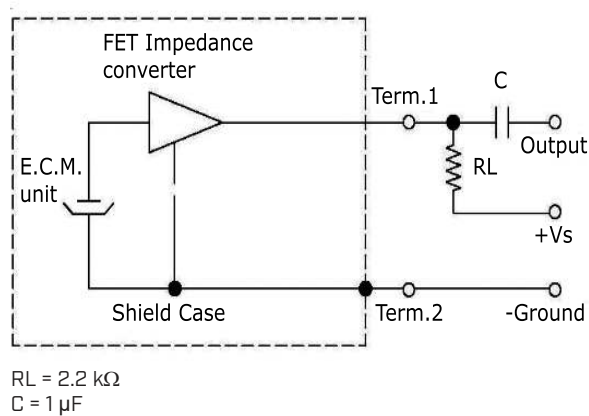 FET Impedance
converter
Term.1
C
Output
E.C.M.
unit
RL
+Vs
Shield Case
Term.2
-Ground
RL = 2.2 kΩ
C = 1 µF